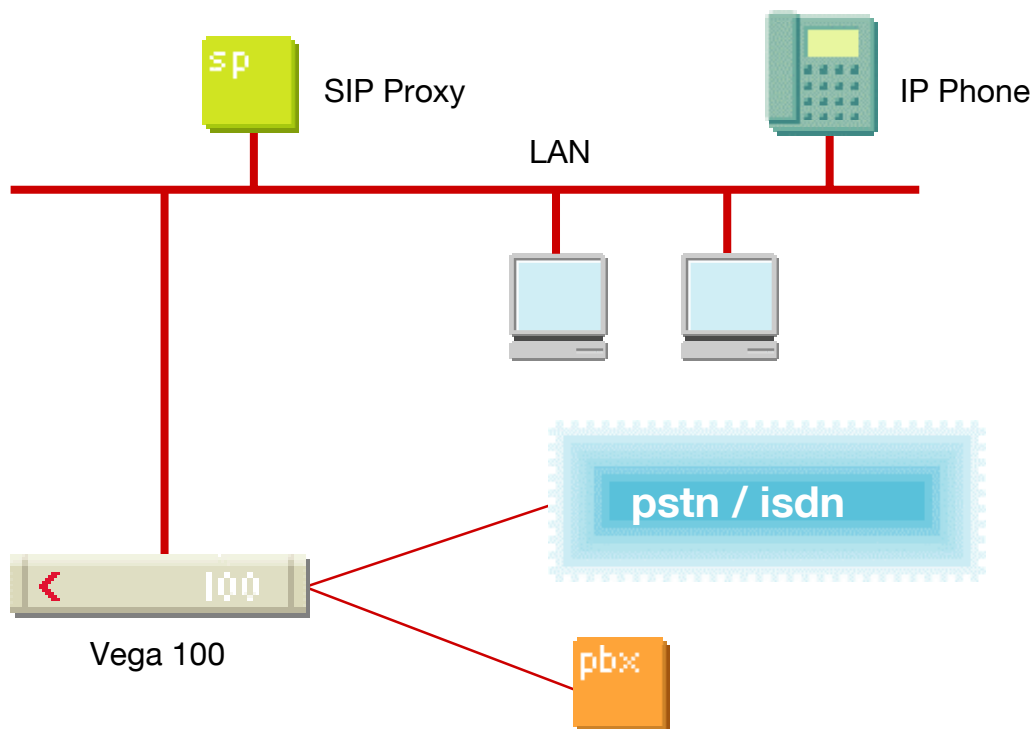 sp
SIP Proxy
IP Phone
LAN
pstn / isdn
100
Vega 100
pbx